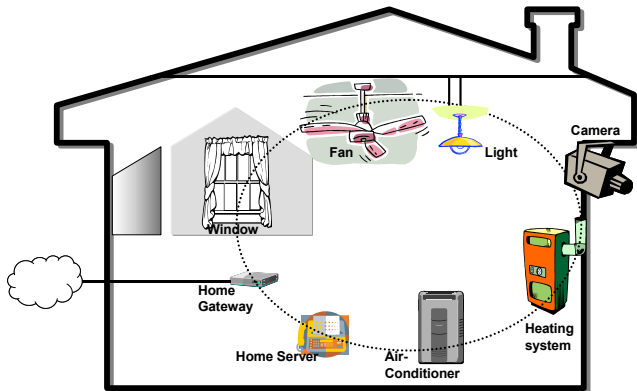 Camera
Fan
Light
Window
Home
Gateway
Home Server
Air-
Conditioner
Heating
system